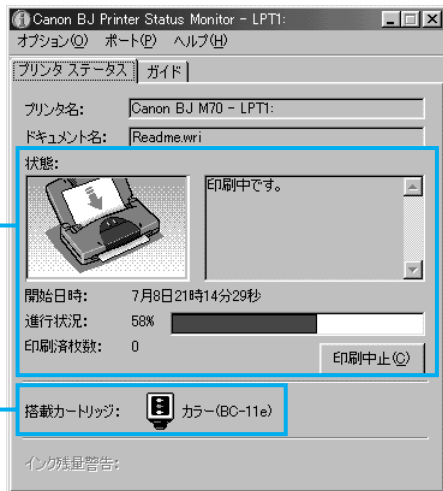 Canon BJ Printer Status Monitor - LPT1:
オプション(O) ポート(P) ヘルプ(H)
プリンタ ステータス ガイド
プリンタ名: Canon BJ M70 - LPT1:
ドキュメント名: Readme.wri
状態:
印刷中です。
開始日時: 7月8日21時14分29秒
進行状況: 58%
印刷済枚数: 0
印刷中止(C)
搭載カートリッジ: カラー(BC-11e)
インク残量警告: